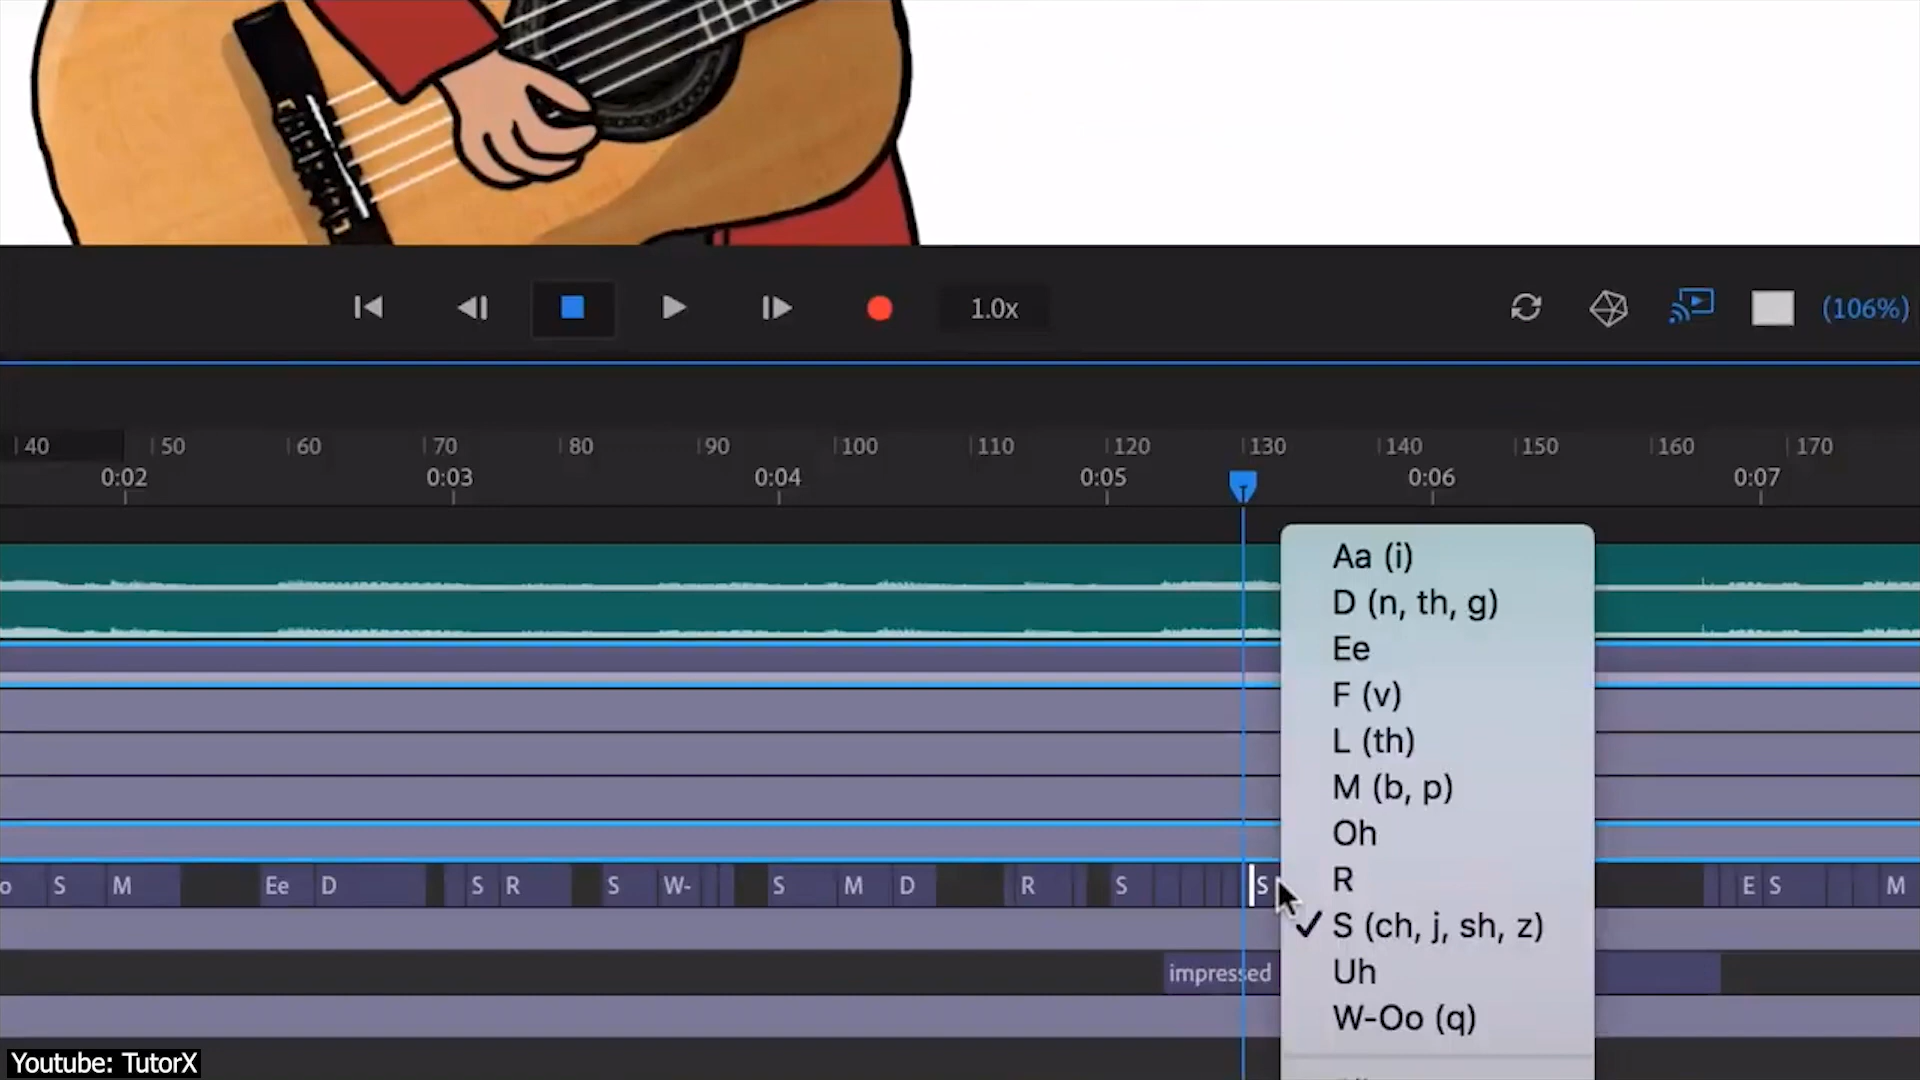 1.0x
(106%)
40 50 60 70 80 90 100 110 120 130 140 150 160 170
0:02 0:03 0:04 0:05 0:06 0:07
Aa (i)
D (n, th, g)
Ee
F (v)
L (th)
M (b, p)
Oh
R
S (ch, j, sh, z)
Uh
W-Oo (q)
o S M Ee D S R S W- S M D R S S E S M
impressed
Youtube: TutorX